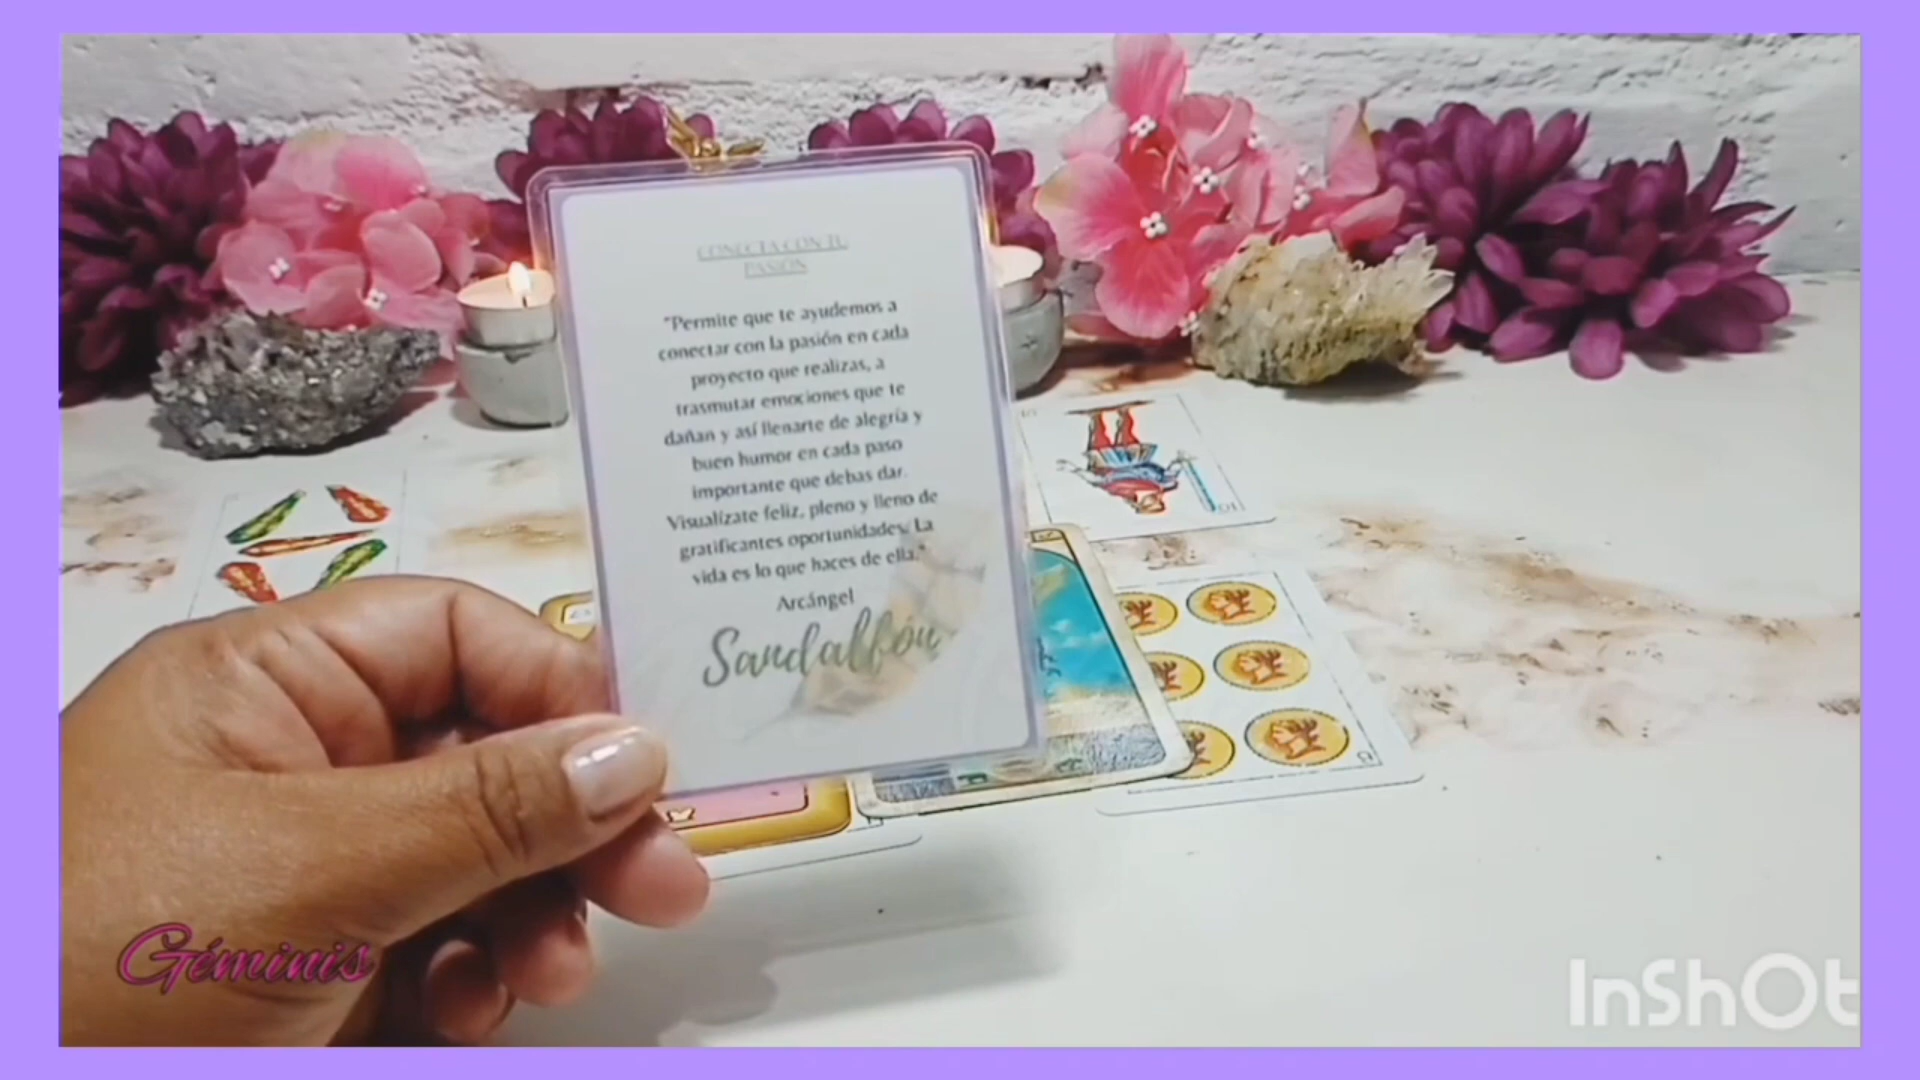 CONECTA CON TU
PASIÓN
"Permite que te ayudemos a
conectar con la pasión en cada
proyecto que realizas, a
trasmutar emociones que te
dañan y así llenarte de alegría y
buen humor en cada paso
importante que debas dar.
Visualízate feliz, pleno y lleno de
gratificantes oportunidades. La
vida es lo que haces de ella."
Arcángel
Sandalfón
10
Géminis
InShOt